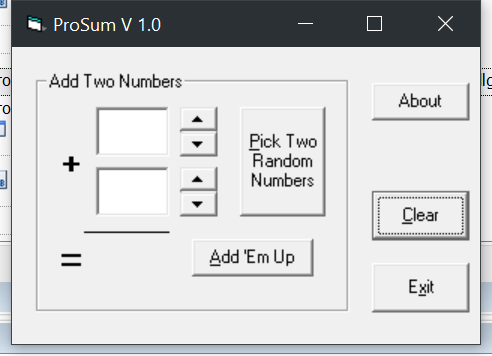 ProSum V 1.0
Add Two Numbers
About
+
Pick Two
Random
Numbers
Clear
=
Add 'Em Up
Exit